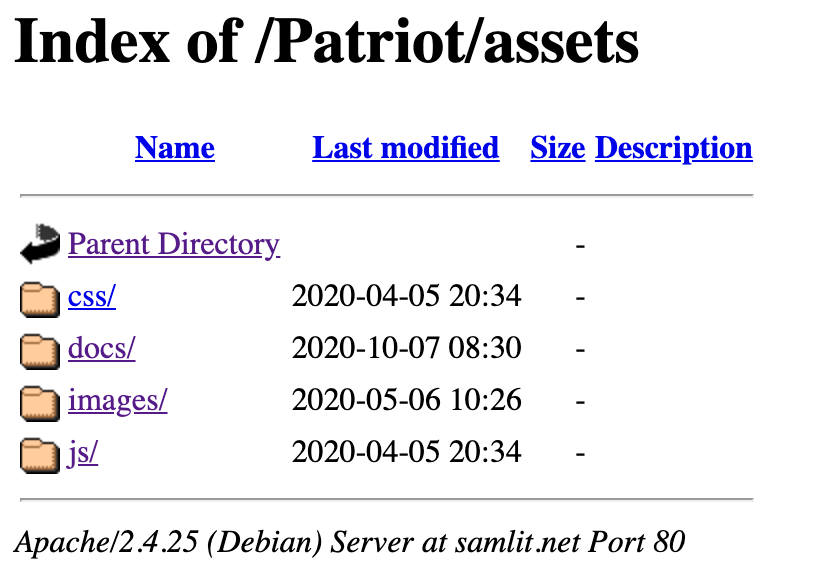 Index of /Patriot/assets
Name Last modified Size Description
Parent Directory -
css/ 2020-04-05 20:34 -
docs/ 2020-10-07 08:30 -
images/ 2020-05-06 10:26 -
js/ 2020-04-05 20:34 -
Apache/2.4.25 (Debian) Server at samlit.net Port 80